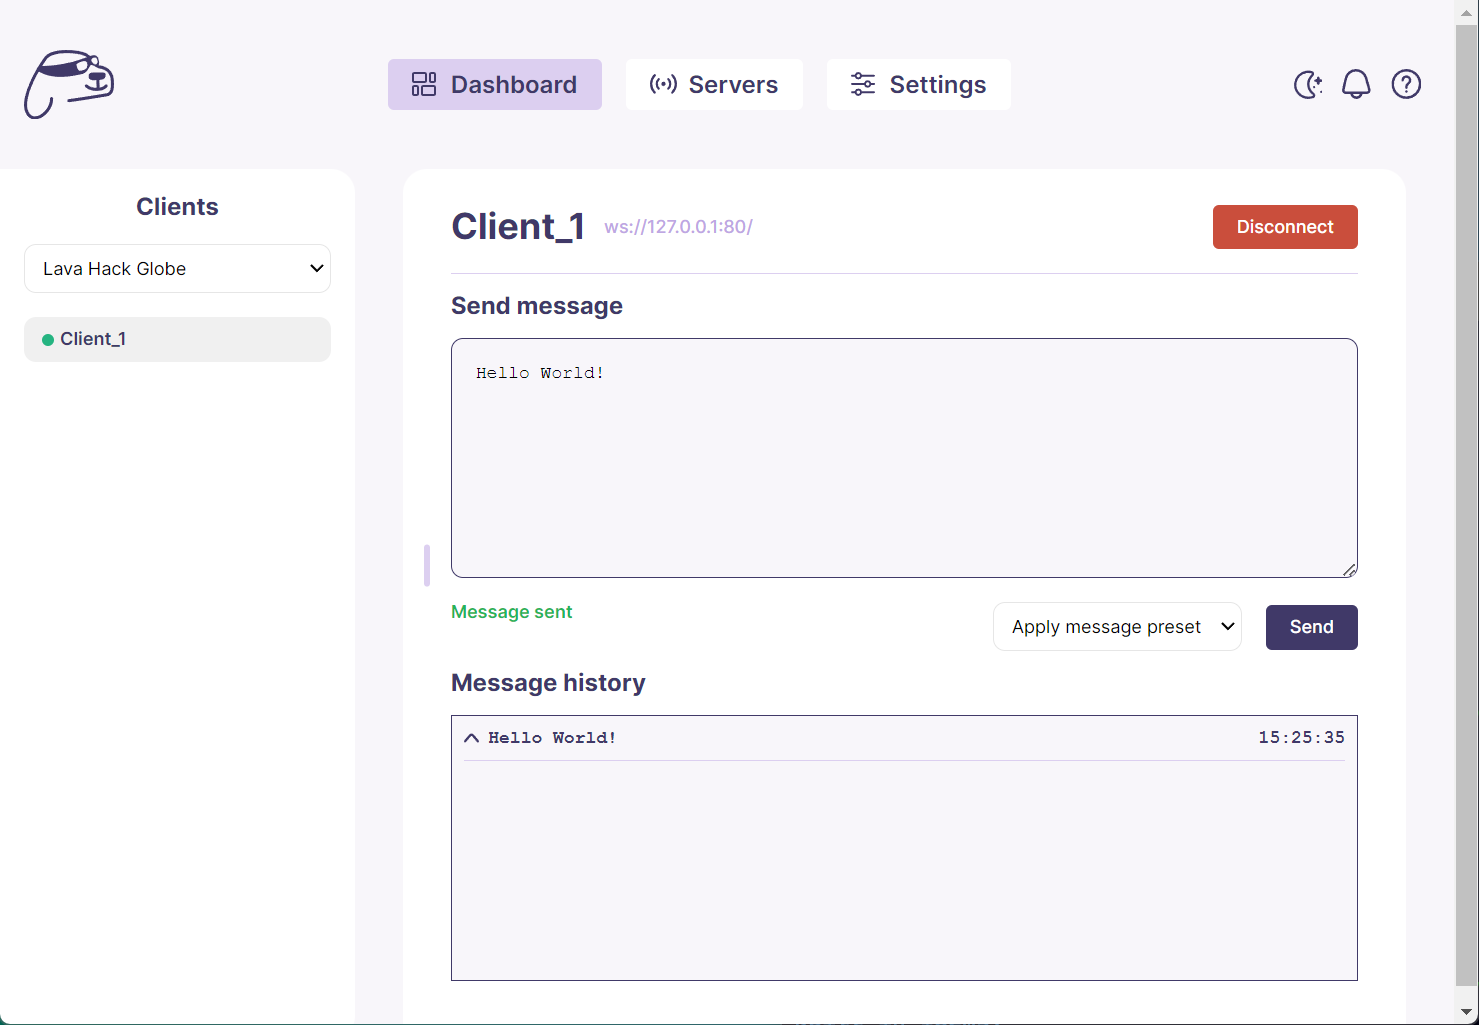 Dashboard
Servers
Settings
Clients
Lava Hack Globe
Client_1
Client_1 ws://127.0.0.1:80/
Disconnect
Send message
Hello World!
Message sent
Apply message preset
Send
Message history
Hello World! 15:25:35